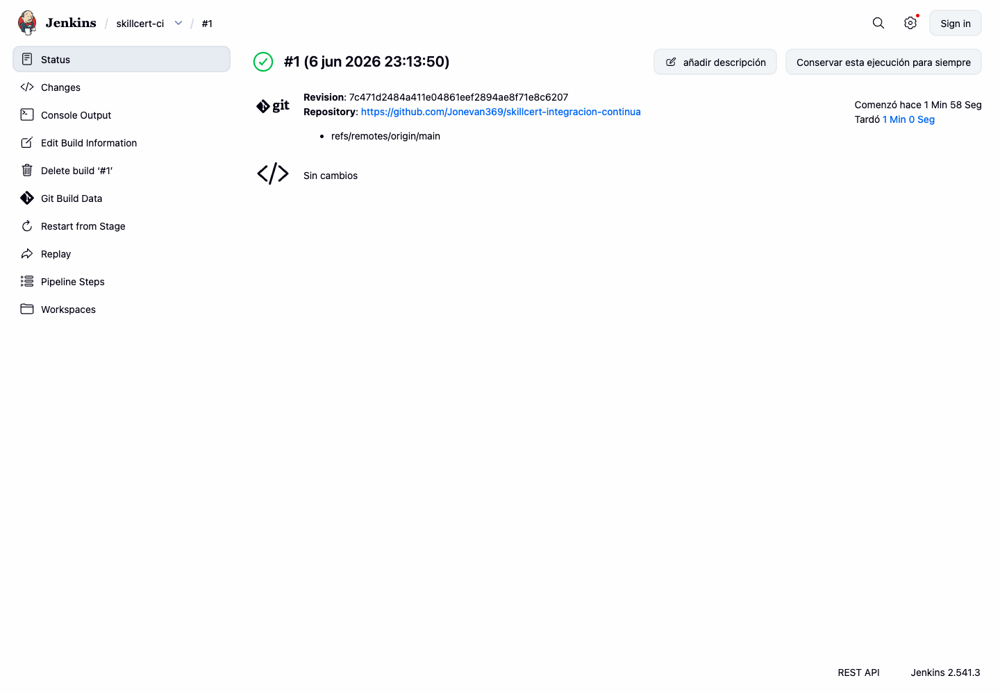 Jenkins / skillcert-ci / #1
Sign in
Status
Changes
Console Output
Edit Build Information
Delete build ‘#1’
Git Build Data
Restart from Stage
Replay
Pipeline Steps
Workspaces
#1 (6 jun 2026 23:13:50)
añadir descripción
Conservar esta ejecución para siempre
git
Revision: 7c471d2484a411e04861eef2894ae8f71e8c6207
Repository: https://github.com/Jonevan369/skillcert-integracion-continua
refs/remotes/origin/main
Comenzó hace 1 Min 58 Seg
Tardó 1 Min 0 Seg
Sin cambios
REST API
Jenkins 2.541.3